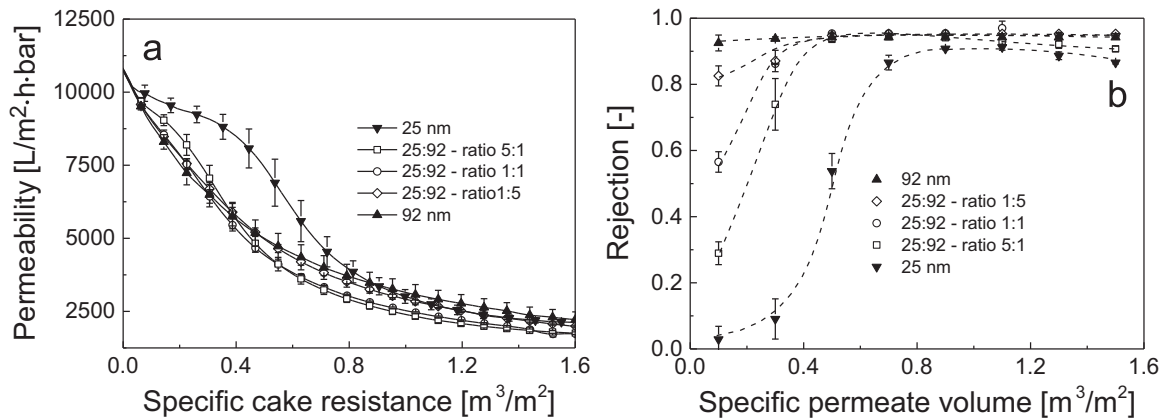 12500
10000
7500
5000
2500
Permeability [L/m²·h·bar]
a
25 nm
25:92 - ratio 5:1
25:92 - ratio 1:1
25:92 - ratio1:5
92 nm
0.0 0.4 0.8 1.2 1.6
Specific cake resistance [m³/m²]
1.0
0.8
0.6
0.4
0.2
0.0
Rejection [-]
b
92 nm
25:92 - ratio 1:5
25:92 - ratio 1:1
25:92 - ratio 5:1
25 nm
0.0 0.4 0.8 1.2 1.6
Specific permeate volume [m³/m²]